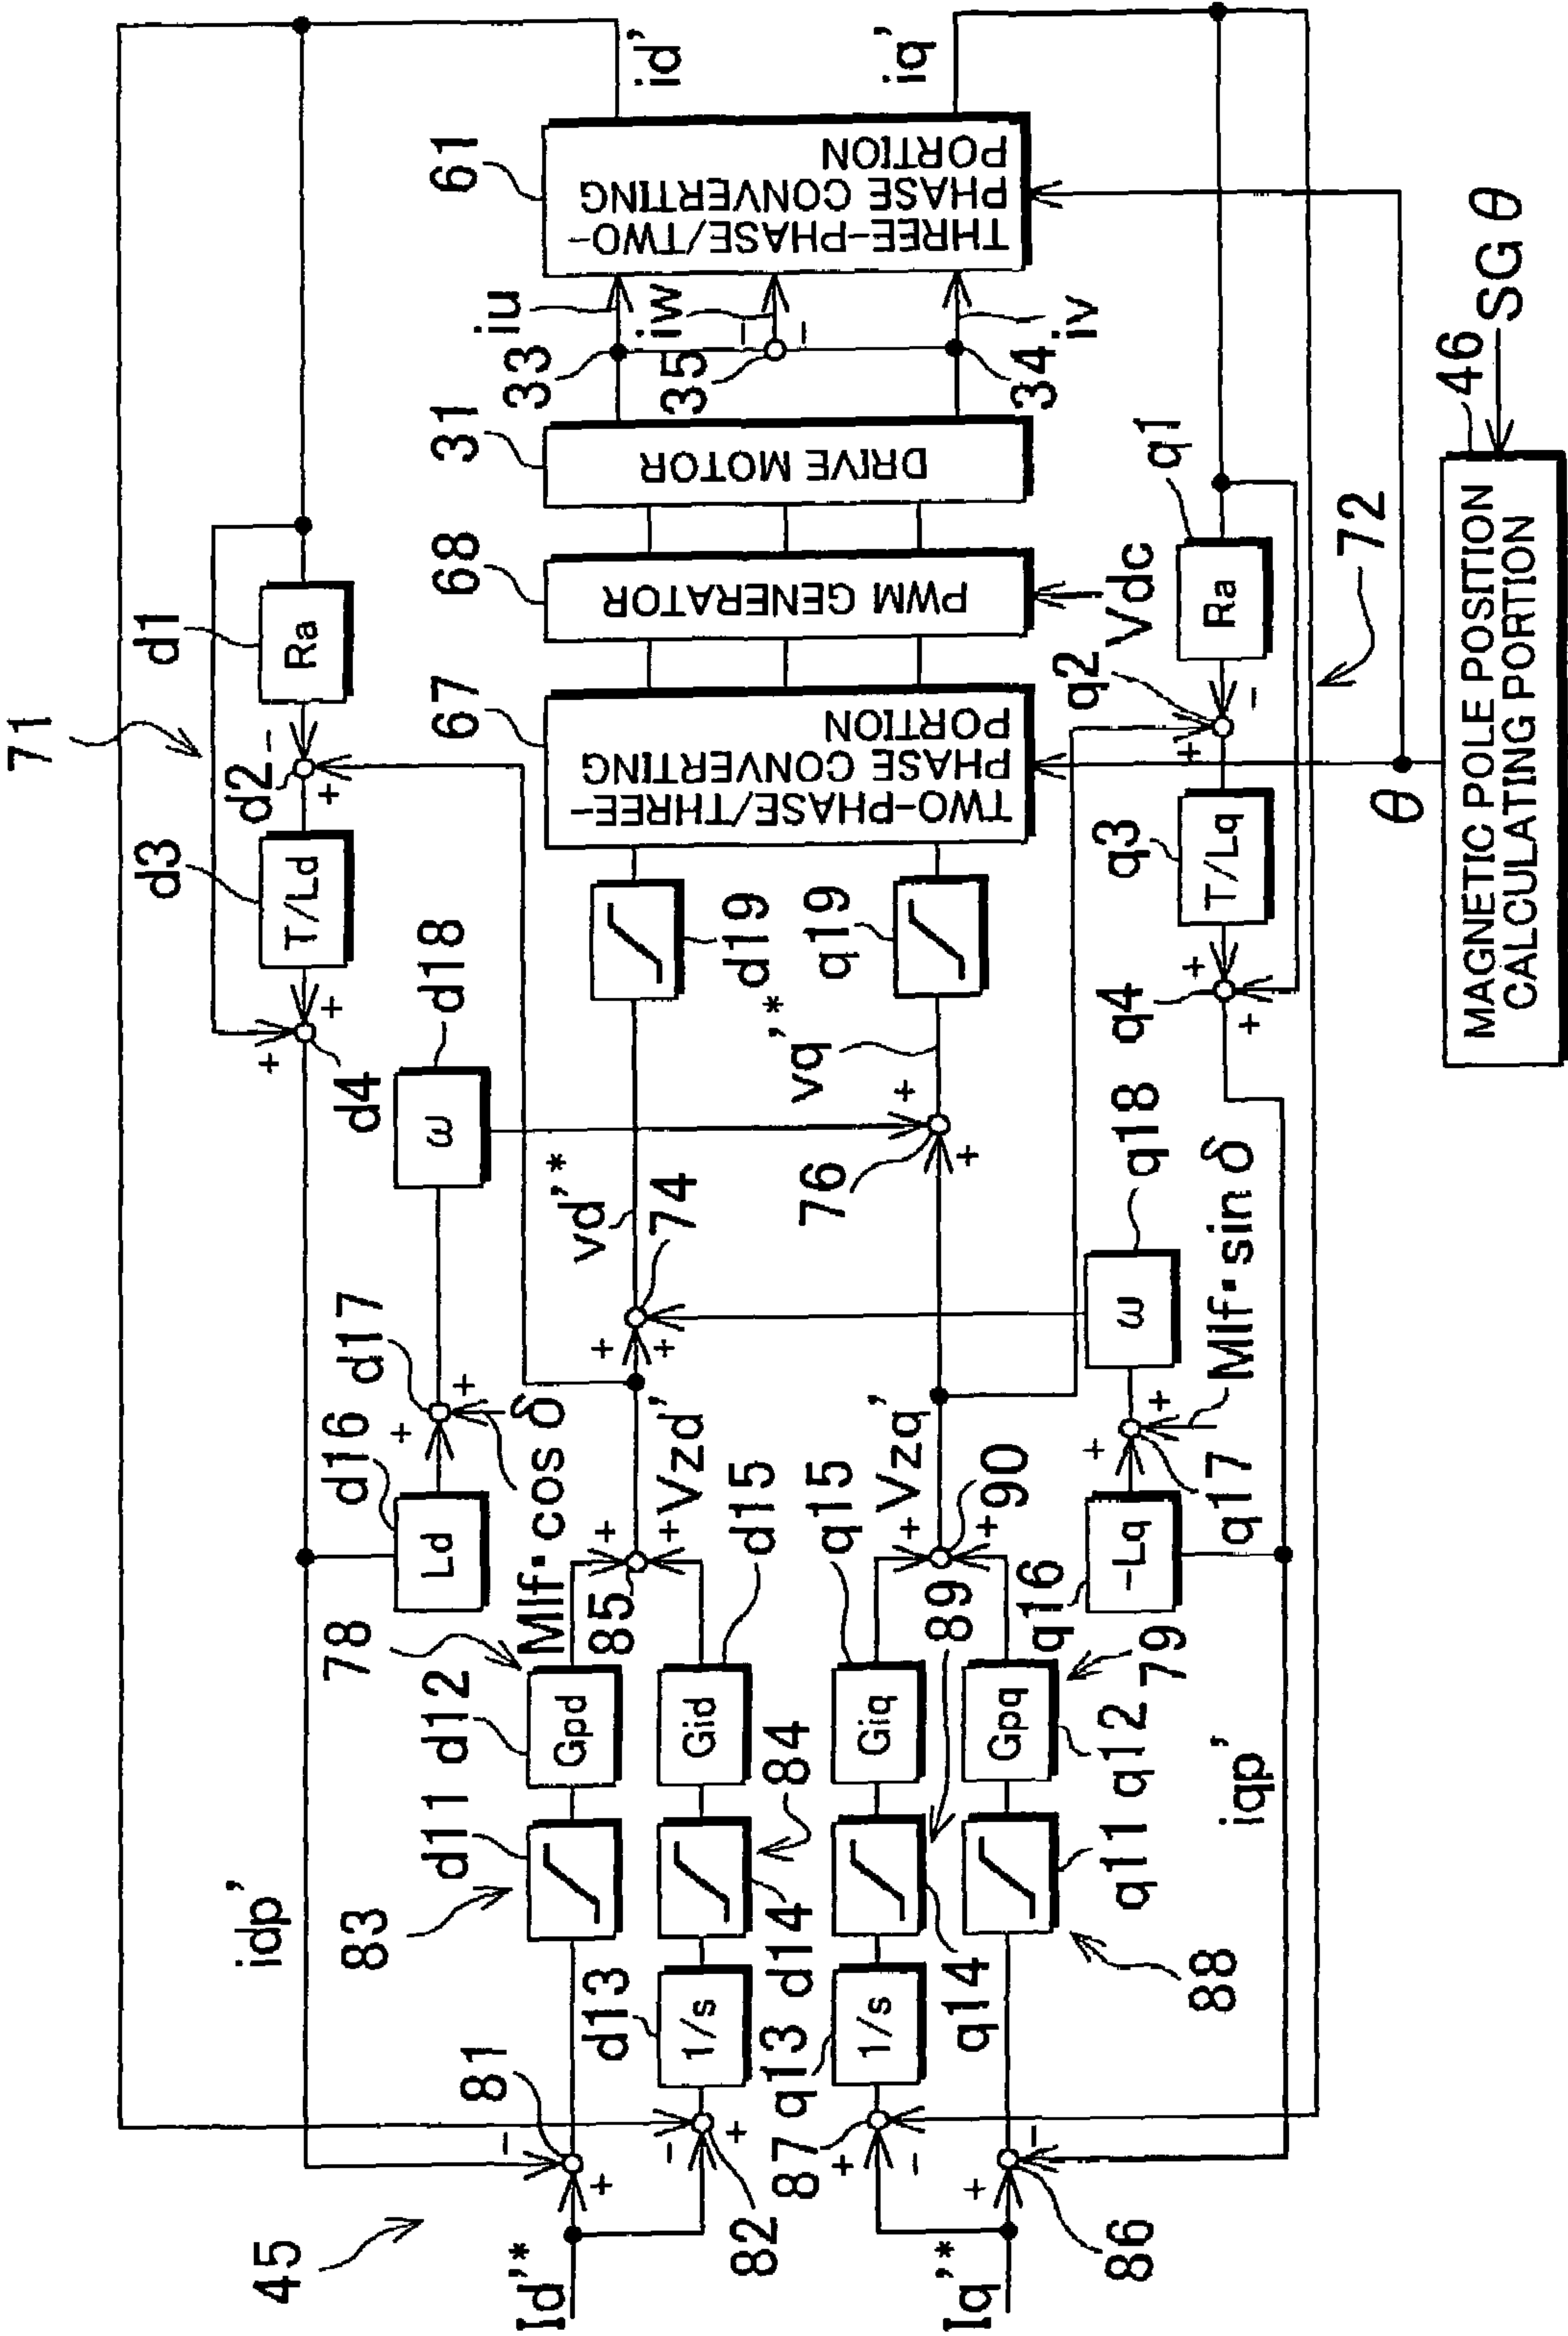 71
d1
d2
d3
d4
Ra
T/Ld
-
+
+
+
id'
iq'
61
THREE-PHASE/TWO-
PHASE CONVERTING
PORTION
iu
iw
iv
-
-
33
35
34
31
DRIVE MOTOR
68
PWM GENERATOR
Vdc
67
TWO-PHASE/THREE-
PHASE CONVERTING
PORTION
d19
q19
vd'*
vq'*
74
76
+
+
+
+
q1
Ra
q2
-
+
q3
T/Lq
q4
+
+
72
46
SG θ
θ
MAGNETIC POLE POSITION
CALCULATING PORTION
d18
ω
d17
+
+
d16
Ld
MIf·cos δ
q18
ω
MIf·sin δ
+
+
q17
q16
-Lq
Vzd'
Vzq'
85
+
+
90
+
+
78
d12
Gpd
d15
Gid
q15
Giq
89
79
q12
Gpq
d11
83
84
d14
q14
q11
88
d13
1/s
q13
1/s
idp'
iqp'
81
-
+
82
-
+
87
+
-
86
+
-
45
Id'*
Iq'*